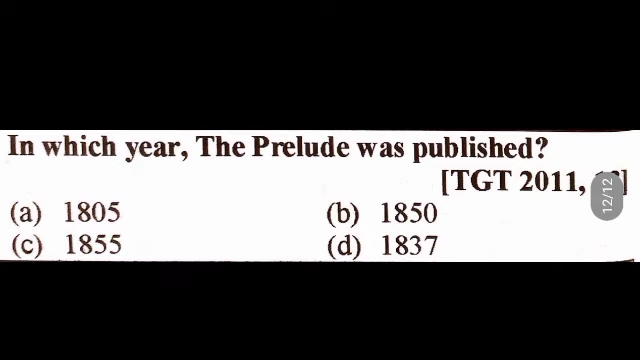 In which year, The Prelude was published?
[TGT 2011, ]
12/12
(a) 1805 (b) 1850
(c) 1855 (d) 1837